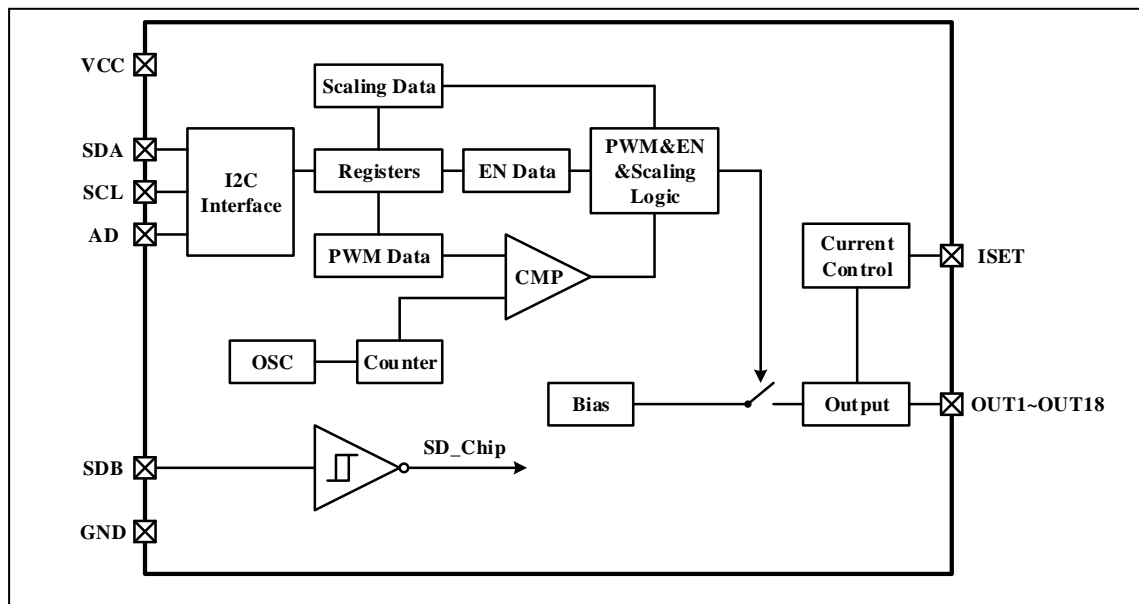 VCC
Scaling Data
SDA
SCL
AD
I2C
Interface
Registers
EN Data
PWM&EN
&Scaling
Logic
PWM Data
CMP
Current
Control
ISET
OSC
Counter
Bias
Output
OUT1~OUT18
SDB
SD_Chip
GND